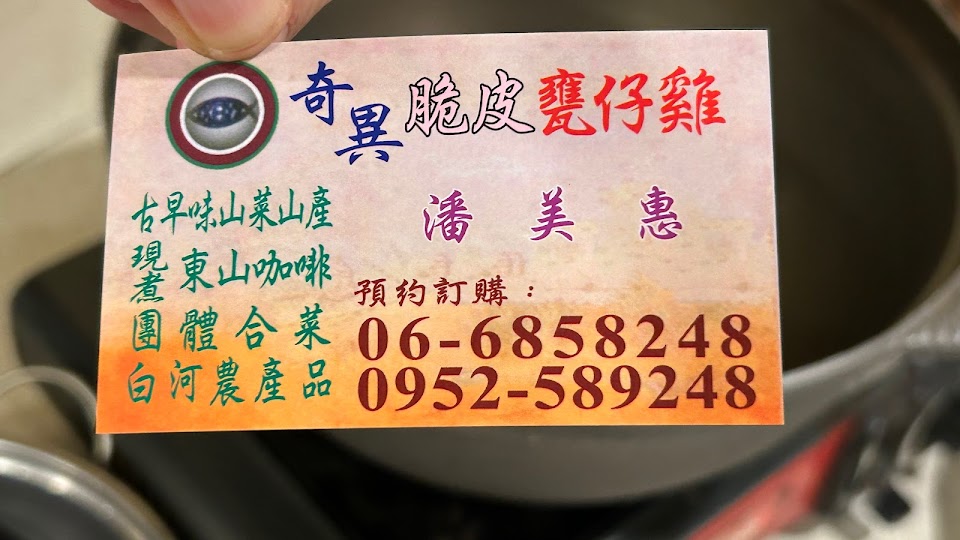 奇異脆皮甕仔雞
潘美惠
古早味山菜山產
現煮東山咖啡
團體合菜
白河農產品
預約訂購：
06-6858248
0952-589248